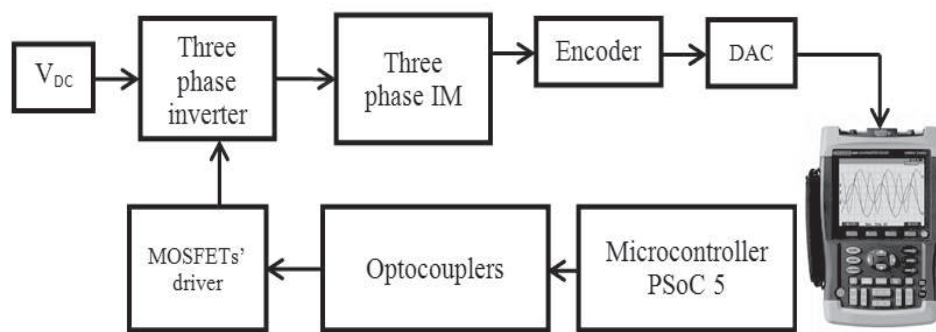 V_DC
Three
phase
inverter
Three
phase IM
Encoder
DAC
MOSFETs’
driver
Optocouplers
Microcontroller
PSoC 5